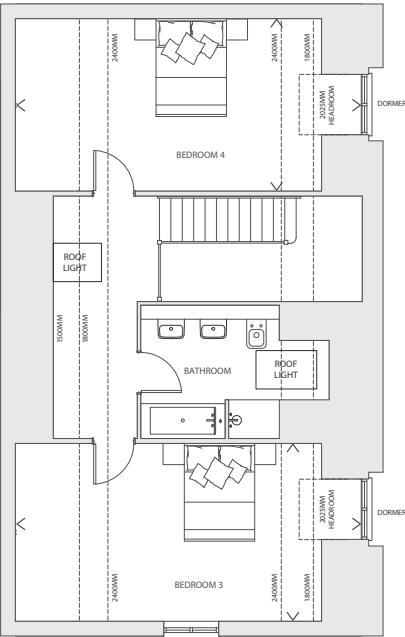 2400MM
2400MM
1800MM
2025MM
HEADROOM
DORMER
BEDROOM 4
ROOF
LIGHT
1500MM
1800MM
BATHROOM
ROOF
LIGHT
2025MM
HEADROOM
DORMER
2400MM
BEDROOM 3
2400MM
1800MM